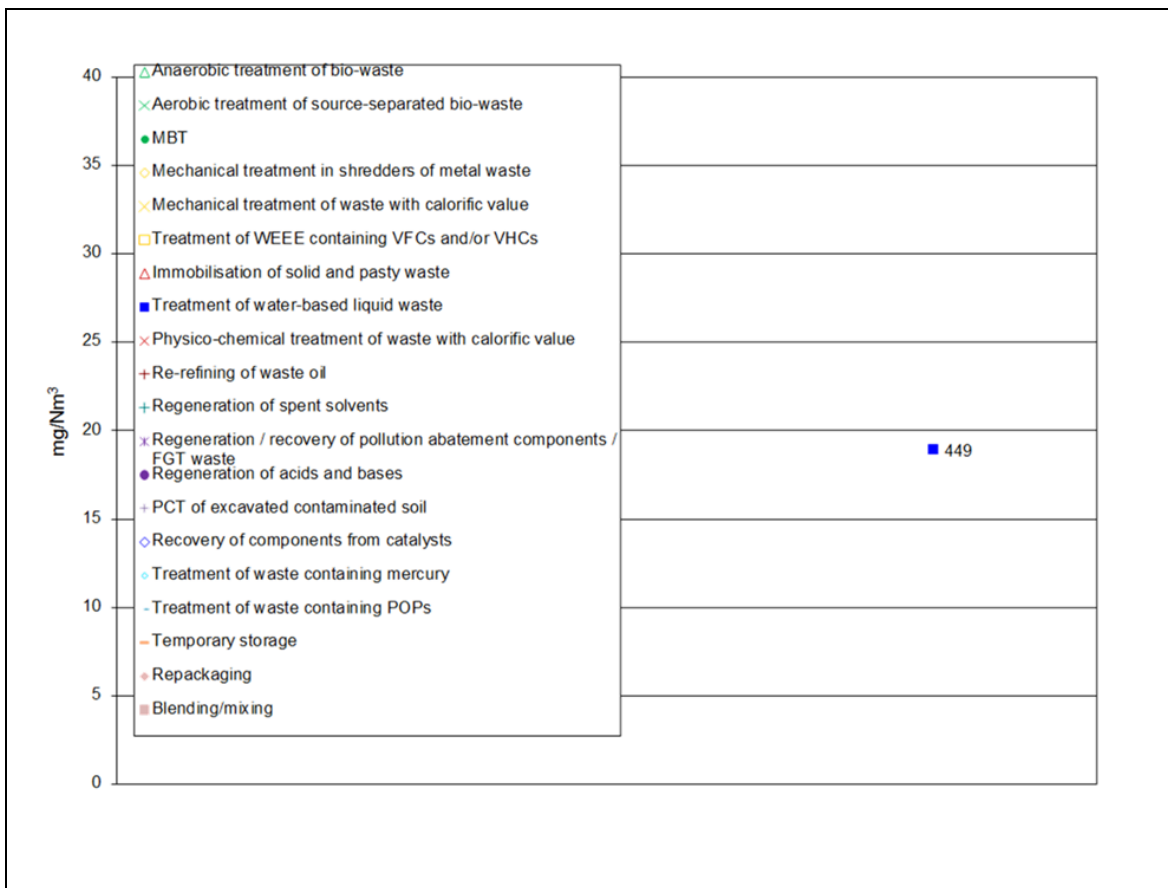 40
35
30
25
20
15
10
5
0
mg/Nm³
Anaerobic treatment of bio-waste
Aerobic treatment of source-separated bio-waste
MBT
Mechanical treatment in shredders of metal waste
Mechanical treatment of waste with calorific value
Treatment of WEEE containing VFCs and/or VHCs
Immobilisation of solid and pasty waste
Treatment of water-based liquid waste
Physico-chemical treatment of waste with calorific value
Re-refining of waste oil
Regeneration of spent solvents
Regeneration / recovery of pollution abatement components /
FGT waste
Regeneration of acids and bases
PCT of excavated contaminated soil
Recovery of components from catalysts
Treatment of waste containing mercury
Treatment of waste containing POPs
Temporary storage
Repackaging
Blending/mixing
449